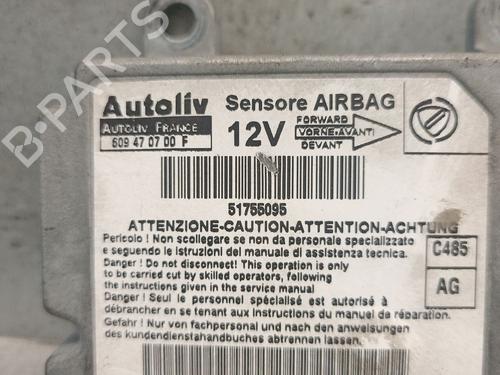 B-PARTS
Autoliv Sensore AIRBAG
AUTOLIV FRANCE
609 47 07 00 F
12V
FORWARD
VORNE-AVANTI
DEVANT
51755095
ATTENZIONE-CAUTION-ATTENTION-ACHTUNG
Pericolo ! Non scollegare se non da personale specializzato
e seguendo le istruzioni del manuale di assistenza tecnica.
Danger ! Do not disconnect! This operation is only
to be carried cut by skilled operators, following
the instructions given in the service manual
Danger ! Seul le personnel spécialisé est autorisé à
débrancher en se tenant aux instructions du manuel de réparation.
Gefahr ! Nur von fachpersonal und nach den anweisungen
des kundendiensthandbuches abtrennen lassen.
C485
AG